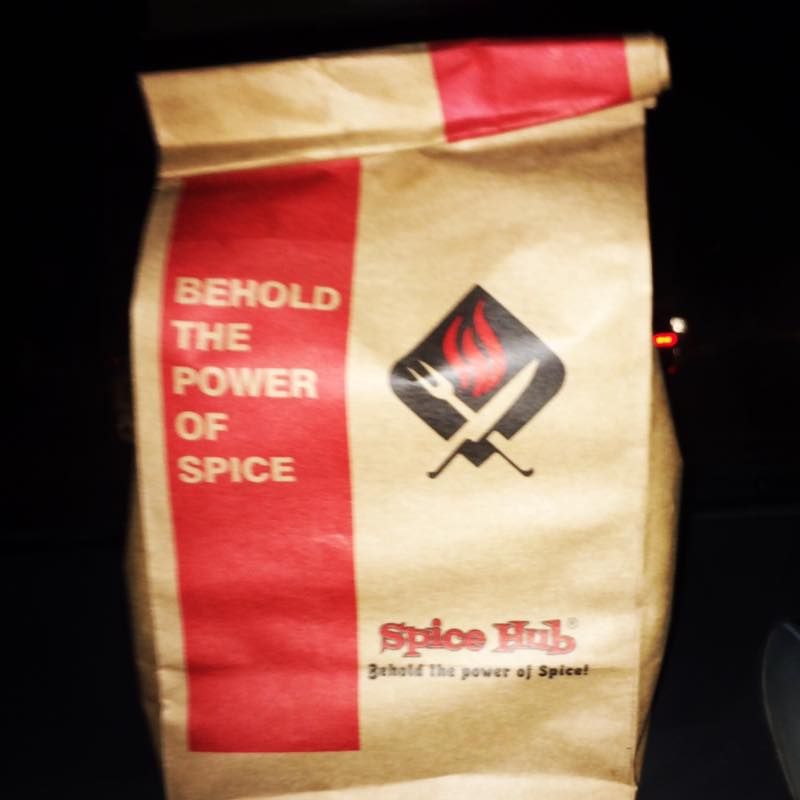 BEHOLD
THE
POWER
OF
SPICE
Spice Hub®
Behold the power of Spice!